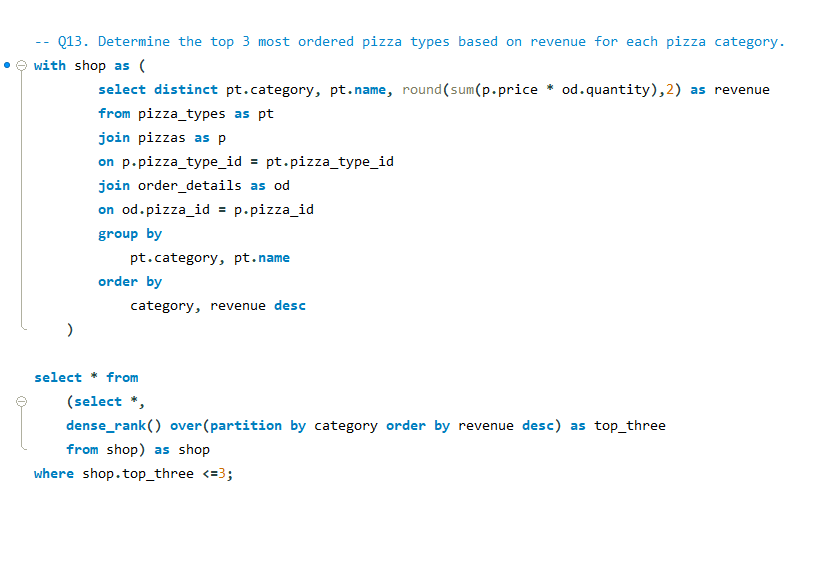 -- Q13. Determine the top 3 most ordered pizza types based on revenue for each pizza category.
with shop as (
select distinct pt.category, pt.name, round(sum(p.price * od.quantity),2) as revenue
from pizza_types as pt
join pizzas as p
on p.pizza_type_id = pt.pizza_type_id
join order_details as od
on od.pizza_id = p.pizza_id
group by
pt.category, pt.name
order by
category, revenue desc
)
select * from
(select *,
dense_rank() over(partition by category order by revenue desc) as top_three
from shop) as shop
where shop.top_three <=3;